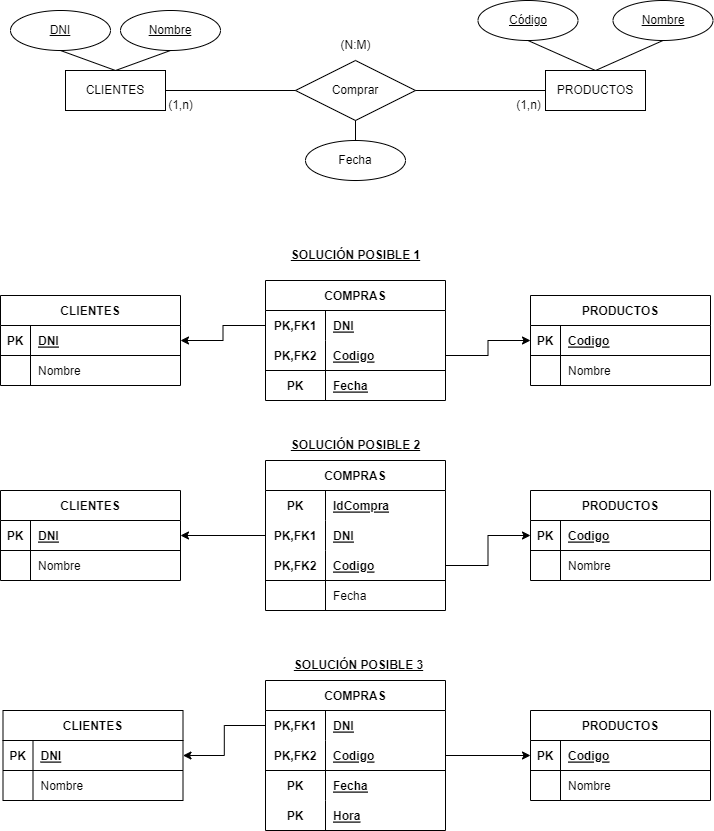 DNI
Nombre
Código
Nombre
(N:M)
CLIENTES
Comprar
PRODUCTOS
(1,n)
(1,n)
Fecha
SOLUCIÓN POSIBLE 1
CLIENTES
PK DNI
Nombre
COMPRAS
PK,FK1 DNI
PK,FK2 Codigo
PK Fecha
PRODUCTOS
PK Codigo
Nombre
SOLUCIÓN POSIBLE 2
CLIENTES
PK DNI
Nombre
COMPRAS
PK IdCompra
PK,FK1 DNI
PK,FK2 Codigo
Fecha
PRODUCTOS
PK Codigo
Nombre
SOLUCIÓN POSIBLE 3
CLIENTES
PK DNI
Nombre
COMPRAS
PK,FK1 DNI
PK,FK2 Codigo
PK Fecha
PK Hora
PRODUCTOS
PK Codigo
Nombre